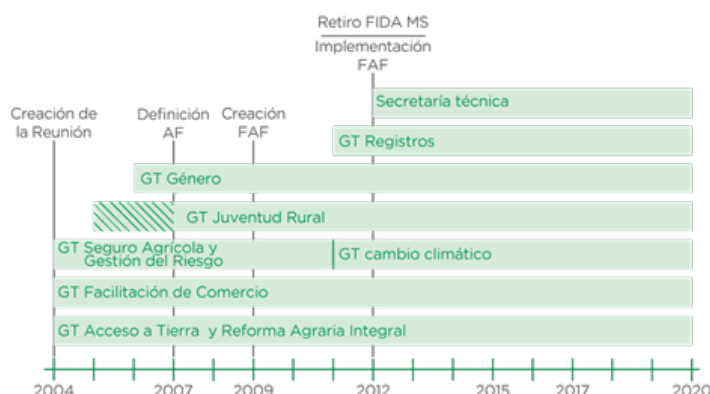 Retiro FIDA MS
Implementación
FAF
Secretaría técnica
Creación de
la Reunión
Definición
AF
Creación
FAF
GT Registros
GT Género
GT Juventud Rural
GT Seguro Agrícola y
Gestión del Riesgo
GT cambio climático
GT Facilitación de Comercio
GT Acceso a Tierra y Reforma Agraria Integral
2004 2007 2009 2012 2015 2017 2020